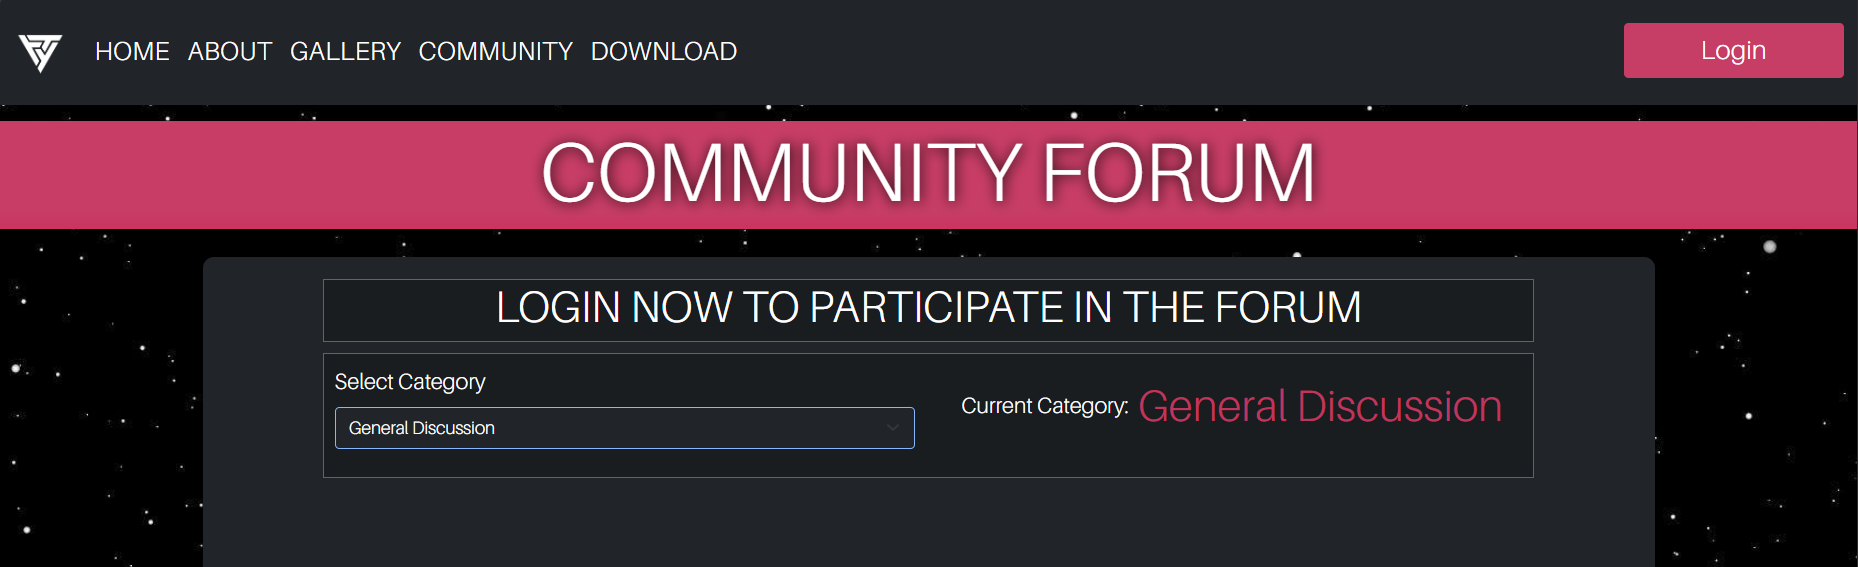 HOME ABOUT GALLERY COMMUNITY DOWNLOAD Login
COMMUNITY FORUM
LOGIN NOW TO PARTICIPATE IN THE FORUM
Select Category
General Discussion
Current Category: General Discussion